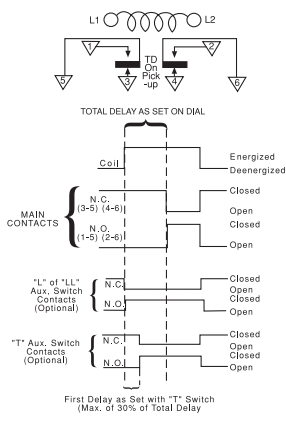 L1 L2
1 2
TD
On
Pick
-up
5 3 4 6
TOTAL DELAY AS SET ON DIAL
Coil
Energized
Deenergized
MAIN
CONTACTS
N.C.
(3-5) (4-6)
Closed
Open
N.O.
(1-5) (2-6)
Closed
Open
"L" of "LL"
Aux, Switch
Contacts
(Optional)
N.C.
Closed
Open
N.O.
Closed
Open
"T" Aux. Switch
Contacts
(Optional)
N.C.
Closed
Open
N.O.
Closed
Open
First Delay as Set with "T" Switch
(Max. of 30% of Total Delay